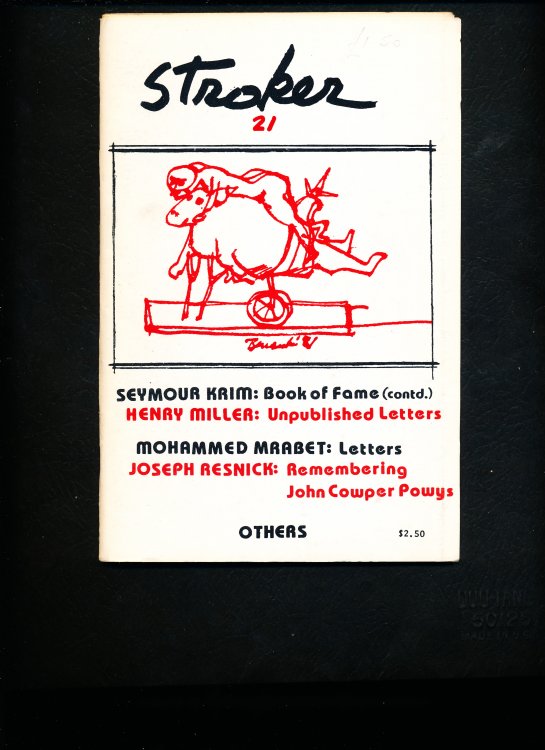 Stroker
21
SEYMOUR KRIM: Book of Fame (contd.)
HENRY MILLER: Unpublished Letters
MOHAMMED MRABET: Letters
JOSEPH RESNICK: Remembering
John Cowper Powys
OTHERS
$2.50